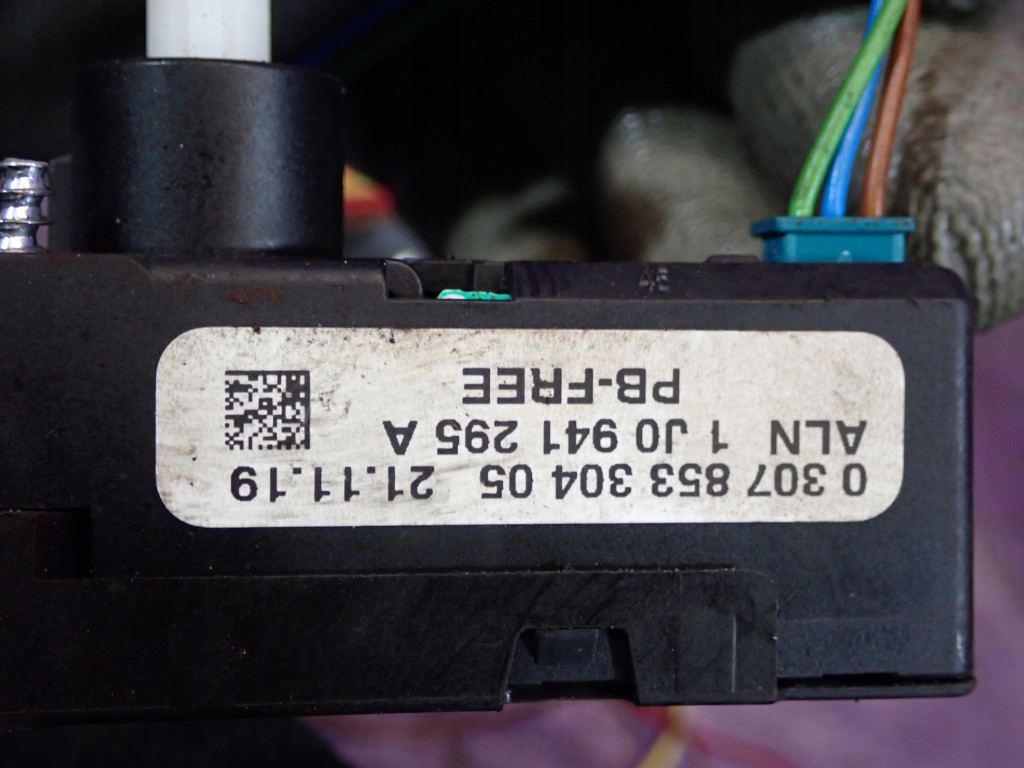 0 307 853 304 05 21.11.19
ALN 1 J0 941 295 A
PB-FREE